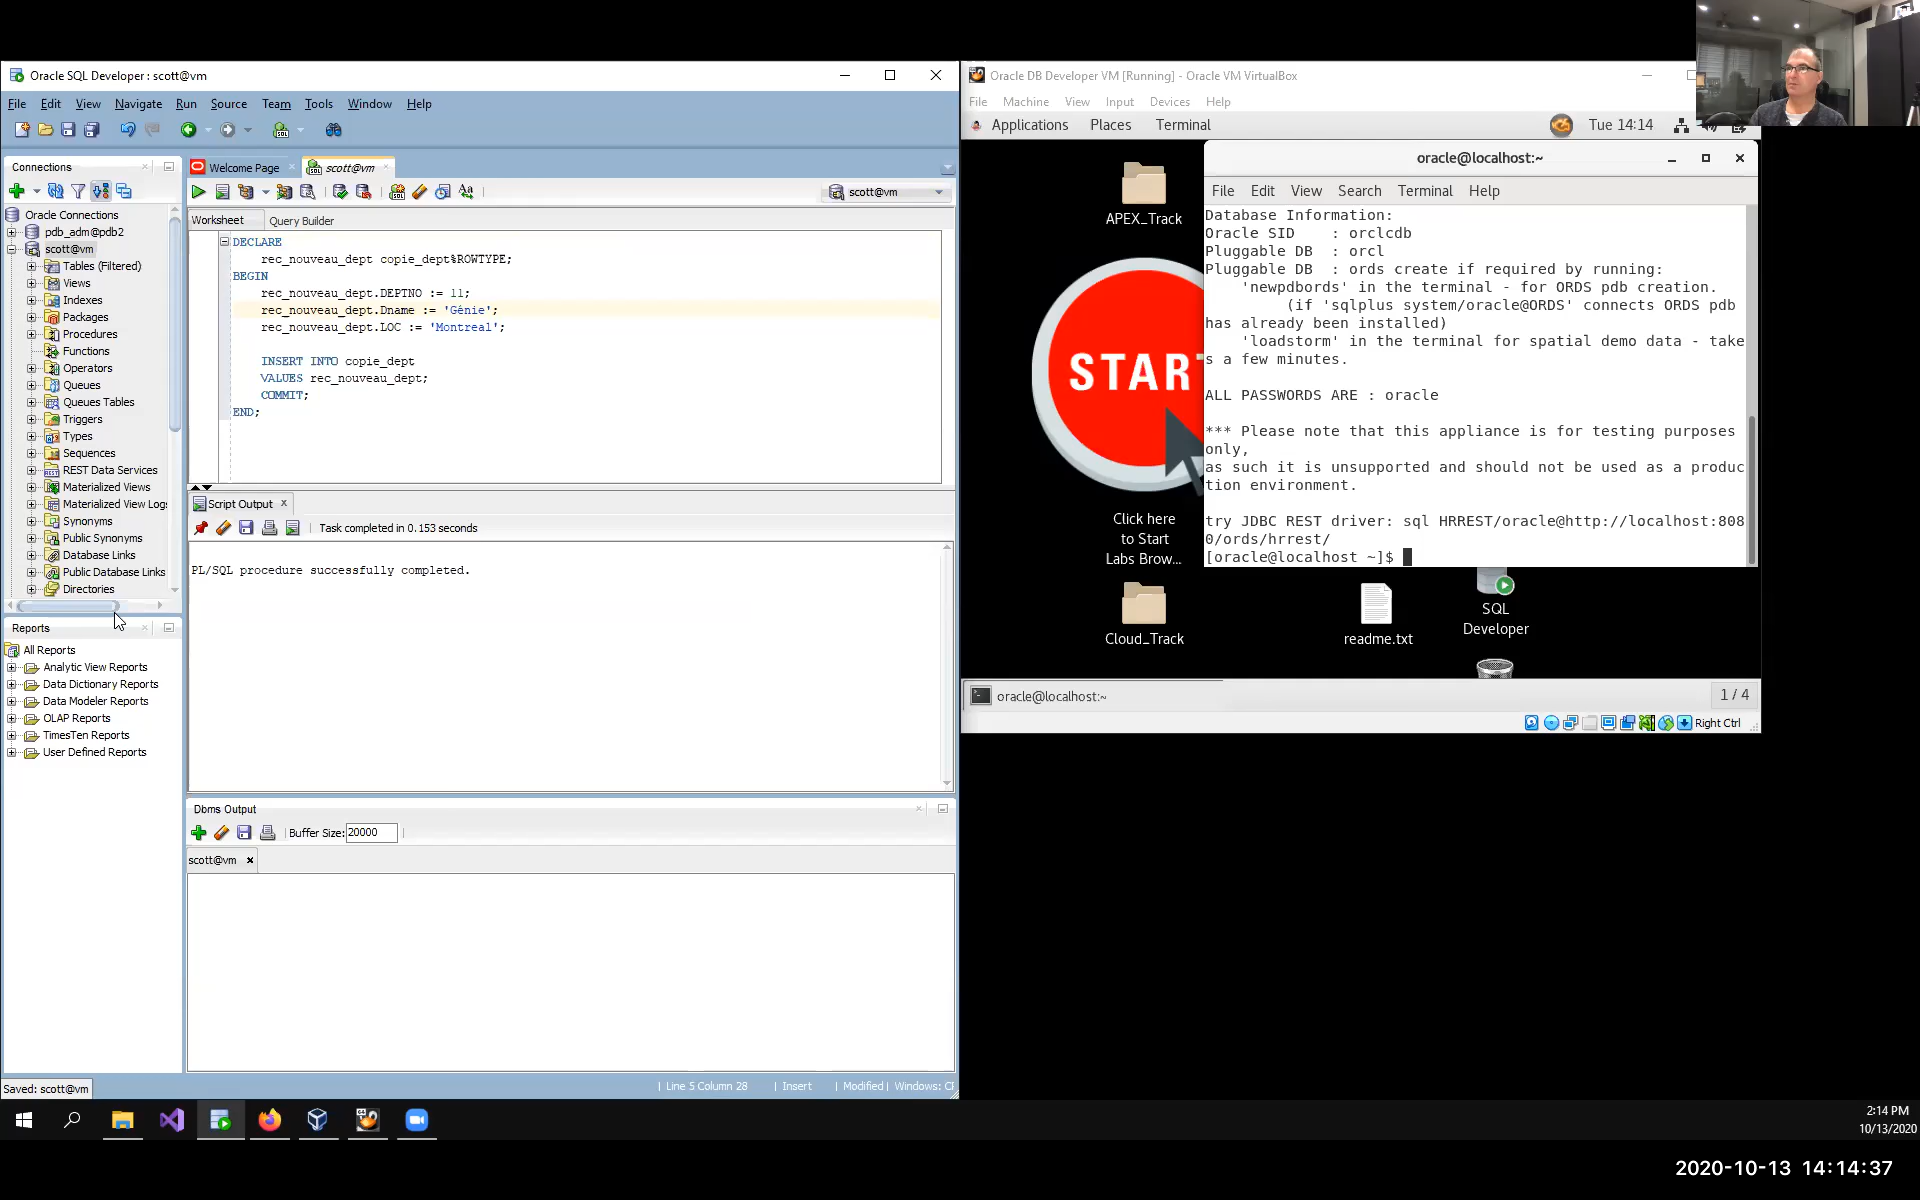 Oracle SQL Developer : scott@vm
File Edit View Navigate Run Source Team Tools Window Help
Connections
Oracle Connections
pdb_adm@pdb2
scott@vm
Tables (Filtered)
Views
Indexes
Packages
Procedures
Functions
Operators
Queues
Queues Tables
Triggers
Types
Sequences
REST Data Services
Materialized Views
Materialized View Logs
Synonyms
Public Synonyms
Database Links
Public Database Links
Directories
Reports
All Reports
Analytic View Reports
Data Dictionary Reports
Data Modeler Reports
OLAP Reports
TimesTen Reports
User Defined Reports
Saved: scott@vm
Welcome Page
scott@vm
scott@vm
Worksheet Query Builder
DECLARE
rec_nouveau_dept copie_dept%ROWTYPE;
BEGIN
rec_nouveau_dept.DEPTNO := 11;
rec_nouveau_dept.Dname := 'Génie';
rec_nouveau_dept.LOC := 'Montreal';
INSERT INTO copie_dept
VALUES rec_nouveau_dept;
COMMIT;
END;
Script Output
Task completed in 0.153 seconds
PL/SQL procedure successfully completed.
Dbms Output
Buffer Size: 20000
scott@vm
Line 5 Column 28 Insert Modified Windows: CF
Oracle DB Developer VM [Running] - Oracle VM VirtualBox
File Machine View Input Devices Help
Applications Places Terminal Tue 14:14
APEX_Track
START
Click here
to Start
Labs Brow...
Cloud_Track
oracle@localhost:~
File Edit View Search Terminal Help
Database Information:
Oracle SID : orclcdb
Pluggable DB : orcl
Pluggable DB : ords create if required by running:
'newpdbords' in the terminal - for ORDS pdb creation.
(if 'sqlplus system/oracle@ORDS' connects ORDS pdb
has already been installed)
'loadstorm' in the terminal for spatial demo data - take
s a few minutes.
ALL PASSWORDS ARE : oracle
*** Please note that this appliance is for testing purposes
only,
as such it is unsupported and should not be used as a produc
tion environment.
try JDBC REST driver: sql HRREST/oracle@http://localhost:808
0/ords/hrrest/
[oracle@localhost ~]$
readme.txt
SQL
Developer
oracle@localhost:~
1 / 4
Right Ctrl
2:14 PM
10/13/2020
2020-10-13 14:14:37